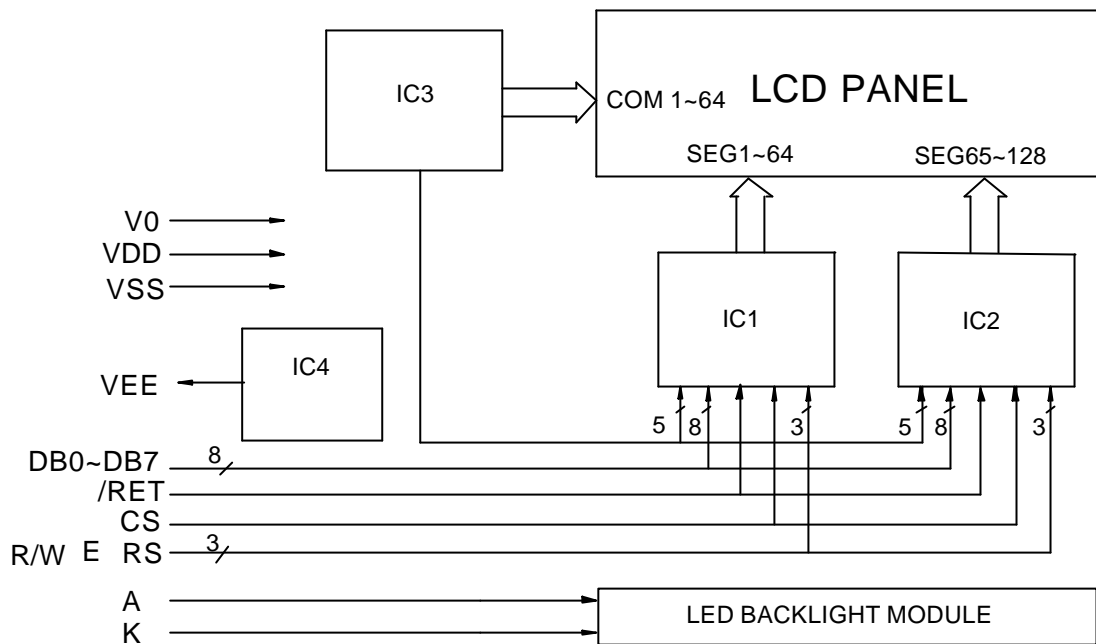 IC3
LCD PANEL
COM 1~64
SEG1~64
SEG65~128
V0
VDD
VSS
IC1
IC2
IC4
VEE
5 8 3
5 8 3
DB0~DB7 8
/RET
CS
R/W E RS 3
A
K
LED BACKLIGHT MODULE